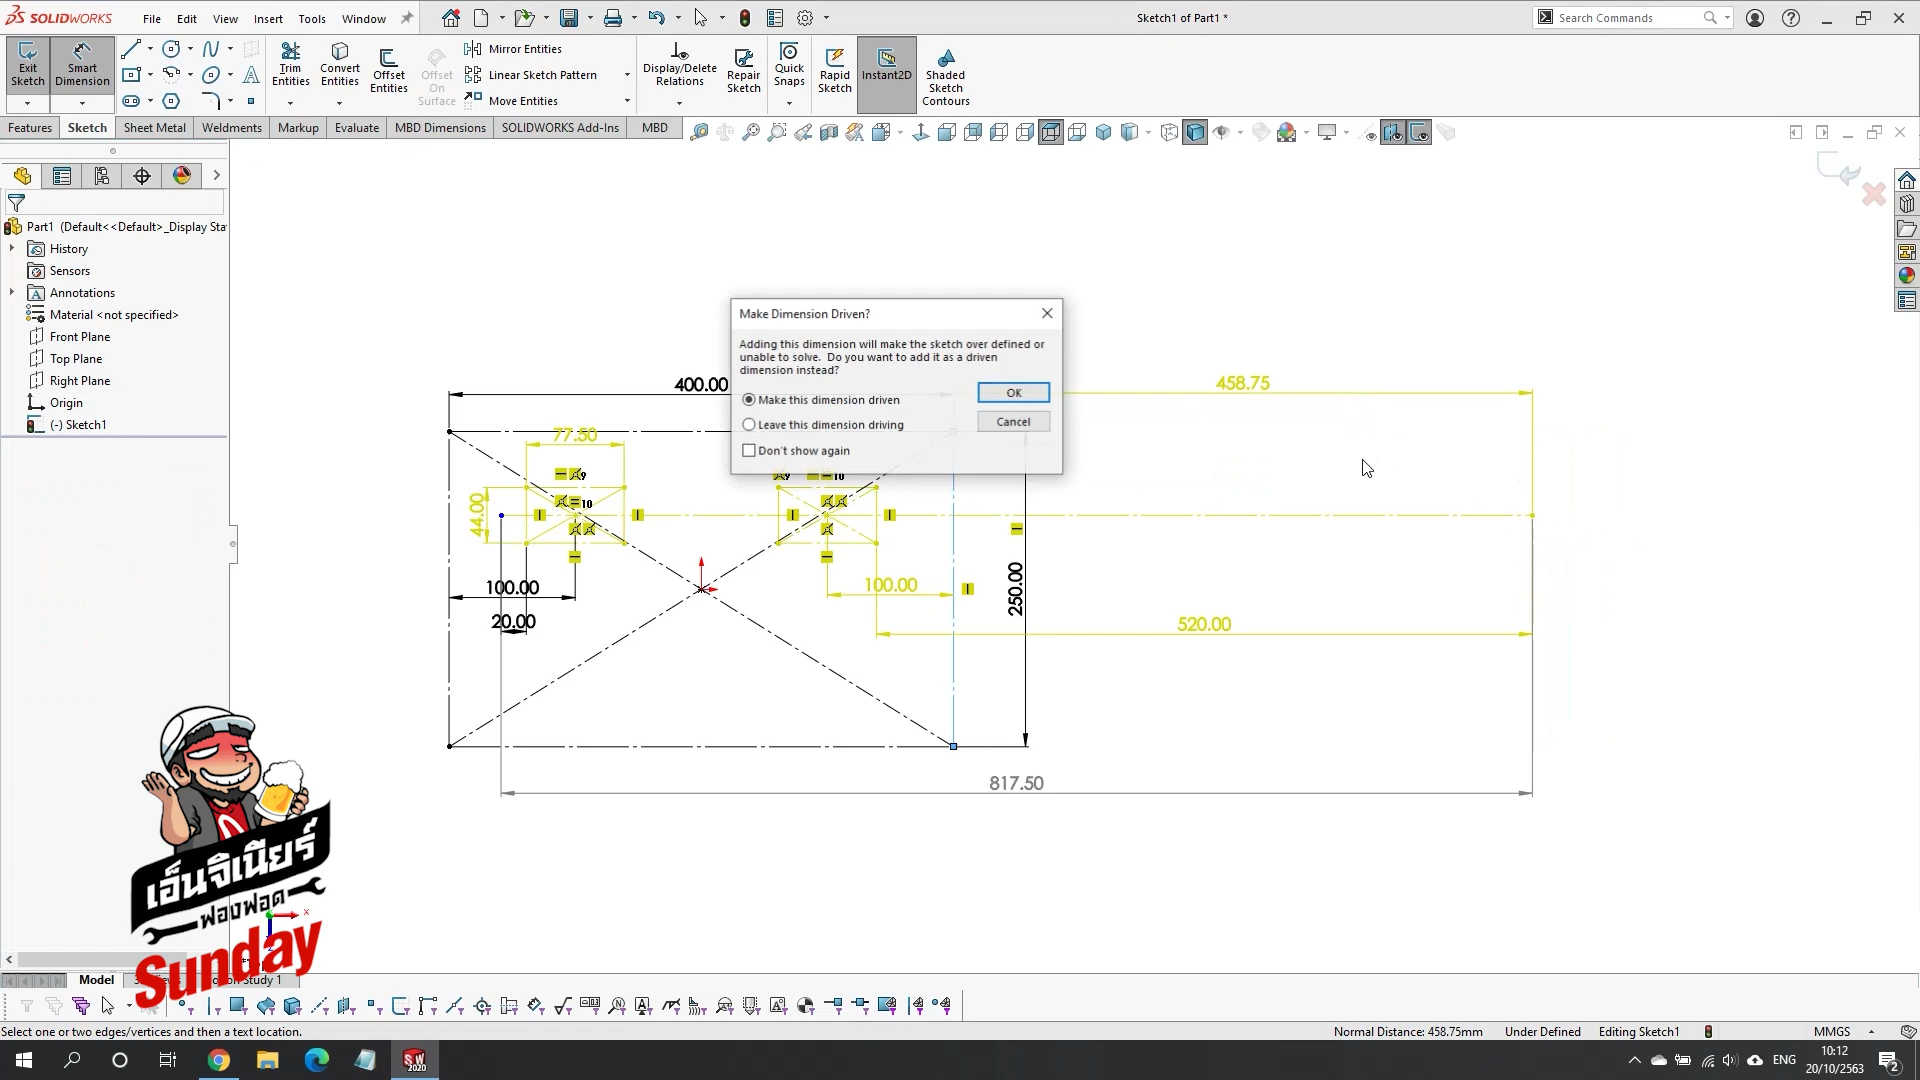 SOLIDWORKS
File
Edit
View
Insert
Tools
Window
Sketch1 of Part1 *
Search Commands
Exit
Sketch
Smart
Dimension
Trim
Entities
Convert
Entities
Offset
Entities
Offset
On
Surface
Mirror Entities
Linear Sketch Pattern
Move Entities
Display/Delete
Relations
Repair
Sketch
Quick
Snaps
Rapid
Sketch
Instant2D
Shaded
Sketch
Contours
Features
Sketch
Sheet Metal
Weldments
Markup
Evaluate
MBD Dimensions
SOLIDWORKS Add-Ins
MBD
Part1 (Default<<Default>_Display Sta
History
Sensors
Annotations
Material <not specified>
Front Plane
Top Plane
Right Plane
Origin
(-) Sketch1
Make Dimension Driven?
Adding this dimension will make the sketch over defined or
unable to solve. Do you want to add it as a driven
dimension instead?
Make this dimension driven
Leave this dimension driving
Don't show again
OK
Cancel
400.00
458.75
77.50
44.00
9
10
9
10
100.00
20.00
100.00
250.00
520.00
817.50
เอ็นจิเนียร์
ฟองฟอด
Sunday
x
Model
Study 1
Select one or two edges/vertices and then a text location.
Normal Distance: 458.75mm
Under Defined
Editing Sketch1
MMGS
SW
2020
ENG
10:12
20/10/2563
2